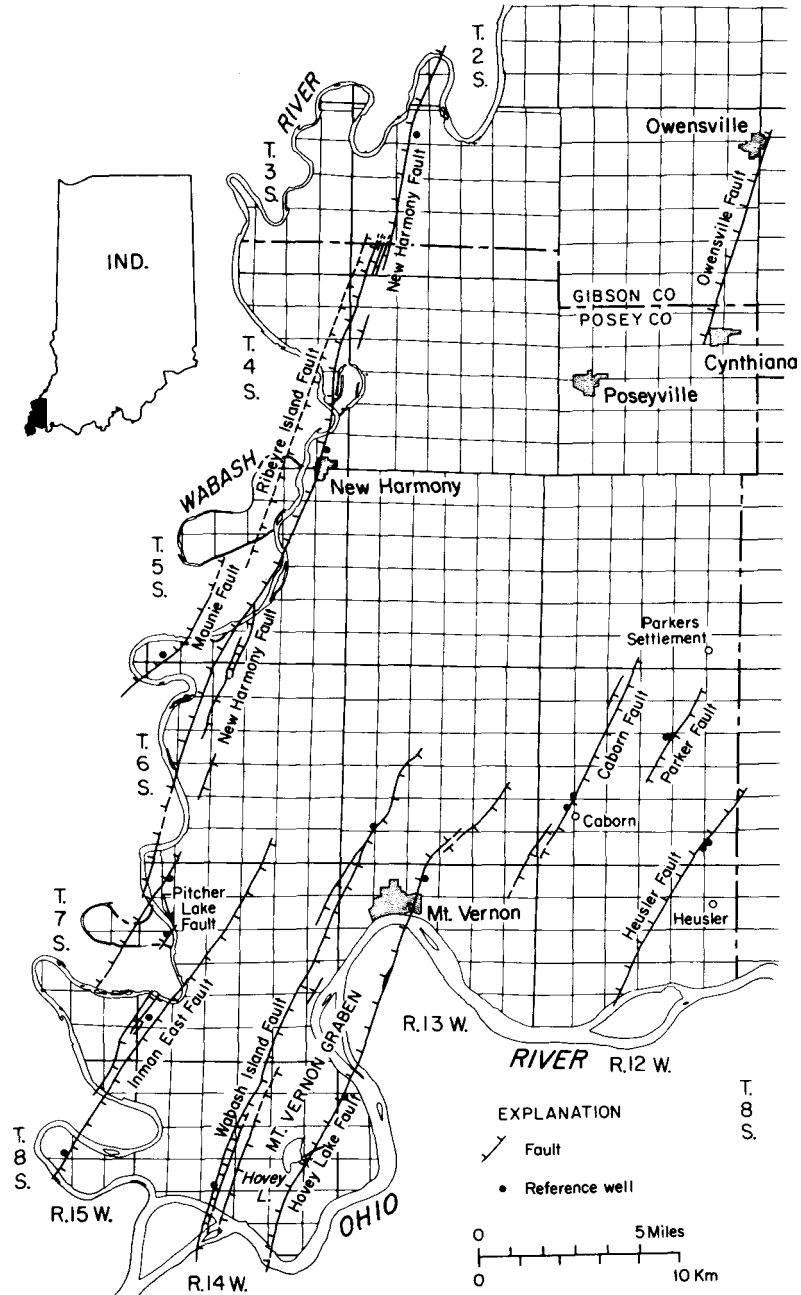 T.
2
S.
RIVER
Owensville
T.
3
S.
New Harmony Fault
Owensville Fault
IND.
GIBSON CO
POSEY CO
T.
4
S.
Ribeyre Island Fault
Cynthiana
Poseyville
WABASH
New Harmony
T.
5
S.
Maunie Fault
New Harmony Fault
Parkers
Settlement
Caborn Fault
Parker Fault
T.
6
S.
Caborn
T.
7
S.
Pitcher
Lake
Fault
Mt. Vernon
Heusler Fault
Heusler
Inman East Fault
Wabash Island Fault
MT. VERNON GRABEN
R.13 W.
RIVER
R.12 W.
T.
8
S.
EXPLANATION
Fault
Reference well
T.
8
S.
Hovey
L.
Hovey Lake Fault
OHIO
R.15 W.
R.14 W.
0 5 Miles
0 10 Km